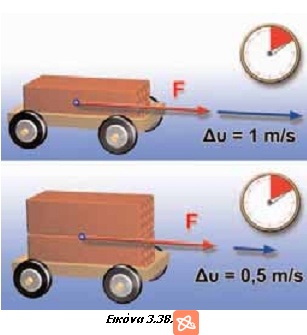 F
Δυ = 1 m/s
F
Δυ = 0,5 m/s
Εικόνα 3.38.